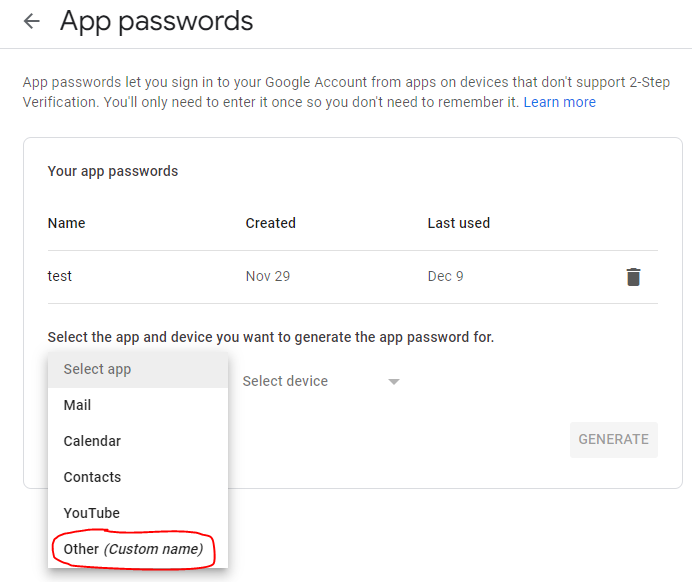 App passwords
App passwords let you sign in to your Google Account from apps on devices that don't support 2-Step
Verification. You'll only need to enter it once so you don't need to remember it. Learn more
Your app passwords
Name Created Last used
test Nov 29 Dec 9
Select the app and device you want to generate the app password for.
Select app
Select device
Mail
Calendar
GENERATE
Contacts
YouTube
Other (Custom name)